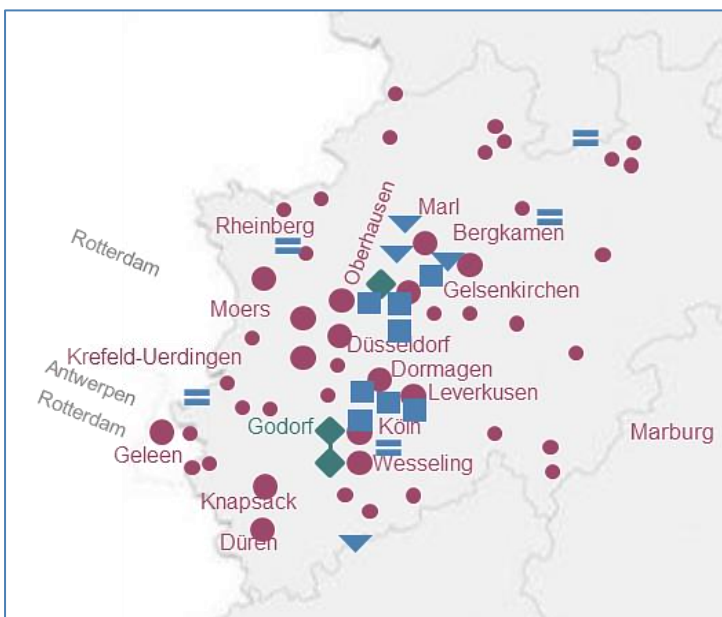 Oberhausen
Marl
Rheinberg
Bergkamen
Rotterdam
Gelsenkirchen
Moers
Düsseldorf
Krefeld-Uerdingen
Dormagen
Antwerpen
Leverkusen
Rotterdam
Godorf
Köln
Marburg
Geleen
Wesseling
Knapsack
Düren